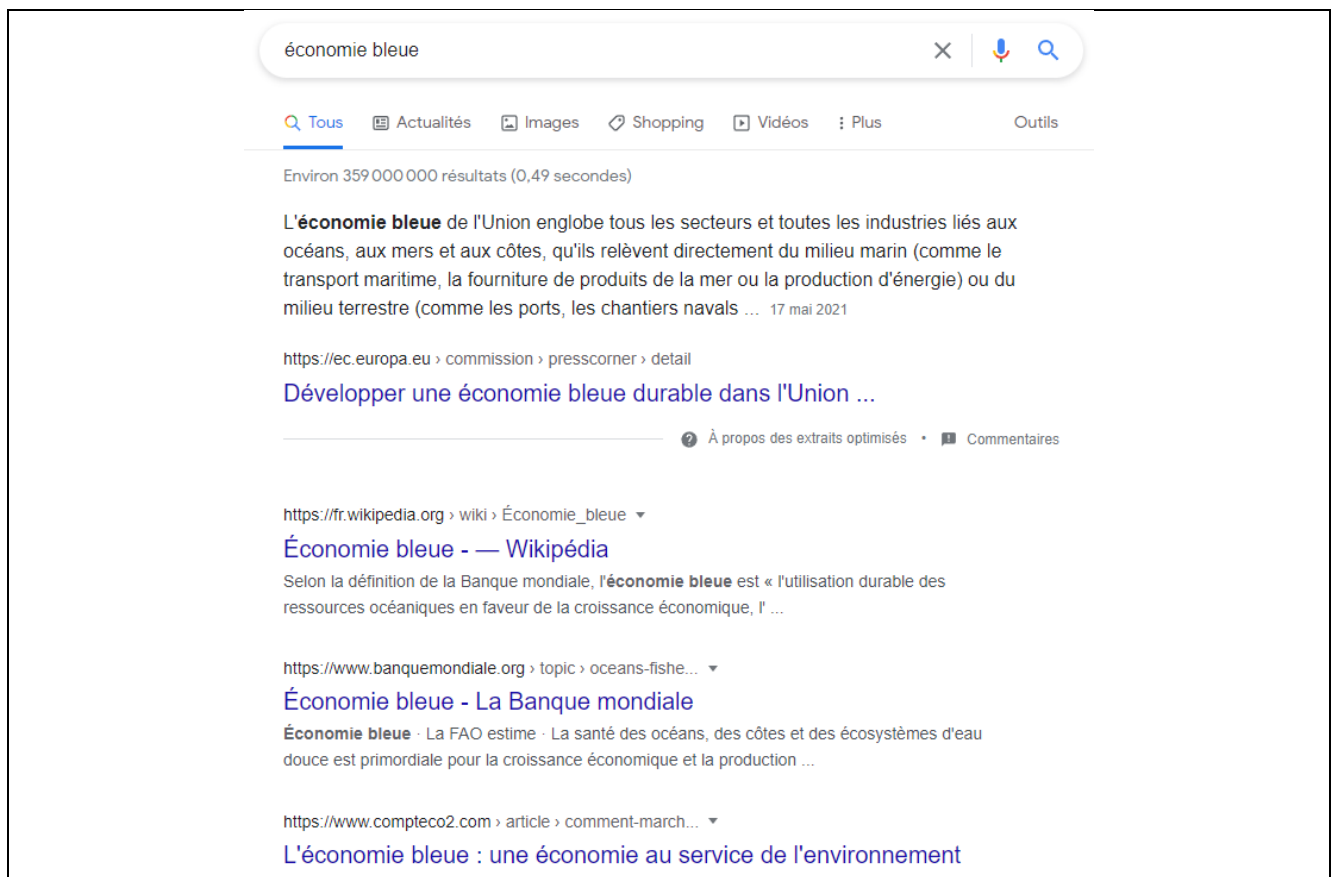 économie bleue
Tous Actualités Images Shopping Vidéos Plus Outils
Environ 359 000 000 résultats (0,49 secondes)
L'économie bleue de l'Union englobe tous les secteurs et toutes les industries liés aux
océans, aux mers et aux côtes, qu'ils relèvent directement du milieu marin (comme le
transport maritime, la fourniture de produits de la mer ou la production d'énergie) ou du
milieu terrestre (comme les ports, les chantiers navals ... 17 mai 2021
https://ec.europa.eu › commission › presscorner › detail
Développer une économie bleue durable dans l'Union ...
À propos des extraits optimisés • Commentaires
https://fr.wikipedia.org › wiki › Économie_bleue
Économie bleue - — Wikipédia
Selon la définition de la Banque mondiale, l'économie bleue est « l'utilisation durable des
ressources océaniques en faveur de la croissance économique, l' ...
https://www.banquemondiale.org › topic › oceans-fishe...
Économie bleue - La Banque mondiale
Économie bleue · La FAO estime · La santé des océans, des côtes et des écosystèmes d'eau
douce est primordiale pour la croissance économique et la production ...
https://www.compteco2.com › article › comment-march...
L'économie bleue : une économie au service de l'environnement